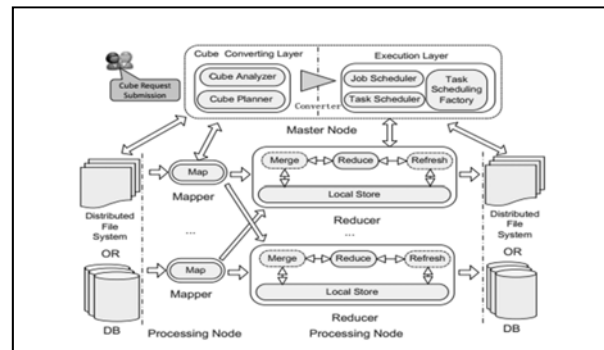 Cube Converting Layer
Execution Layer
Cube Request
Submission
Cube Analyzer
Cube Planner
Converter
Job Scheduler
Task Scheduler
Task
Scheduling
Factory
Master Node
Map
Mapper
Merge
Reduce
Refresh
Local Store
Reducer
Distributed
File
System
OR
DB
...
Map
Mapper
...
Merge
Reduce
Refresh
Local Store
Reducer
Processing Node
Processing Node
Distributed
File
System
OR
DB